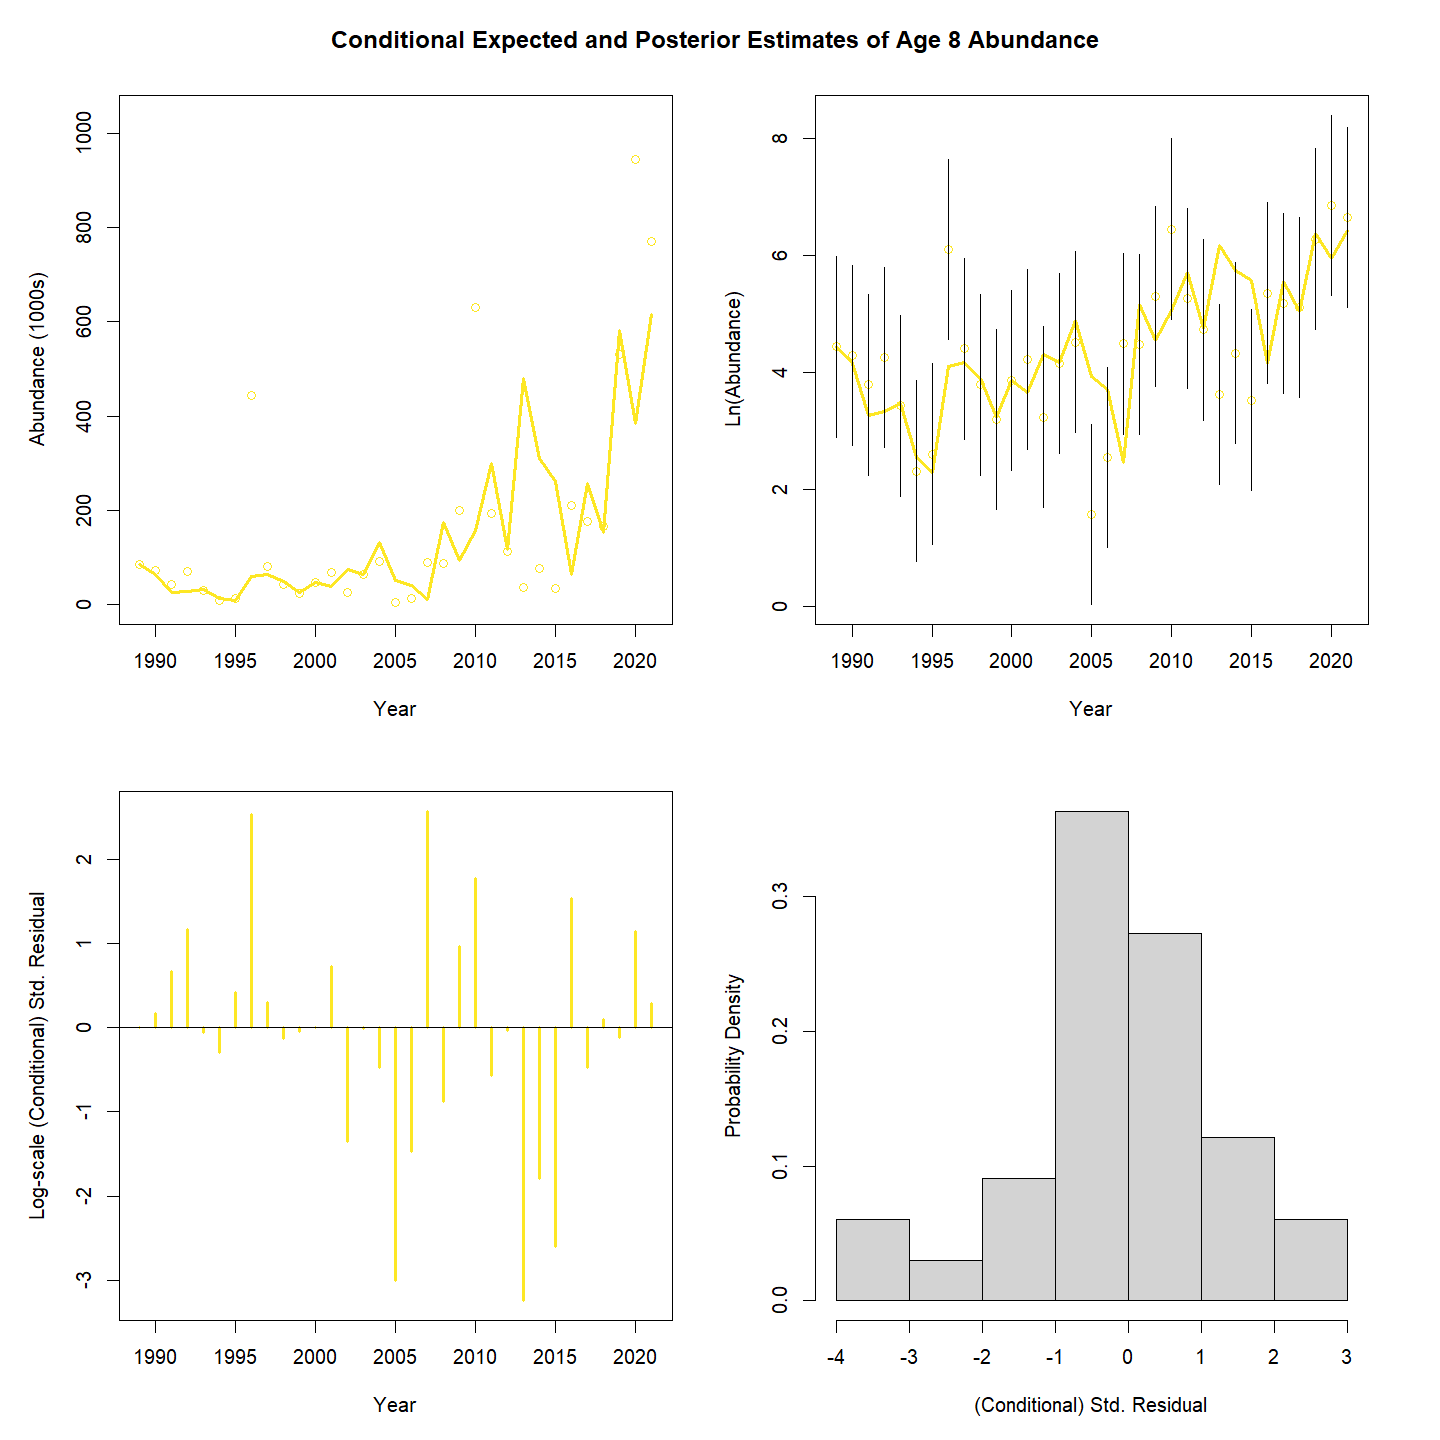 Conditional Expected and Posterior Estimates of Age 8 Abundance
Abundance (1000s)
1000
800
600
400
200
0
1990 1995 2000 2005 2010 2015 2020
Year
Ln(Abundance)
8
6
4
2
0
1990 1995 2000 2005 2010 2015 2020
Year
Log-scale (Conditional) Std. Residual
2
1
0
-1
-2
-3
1990 1995 2000 2005 2010 2015 2020
Year
Probability Density
0.3
0.2
0.1
0.0
-4 -3 -2 -1 0 1 2 3
(Conditional) Std. Residual